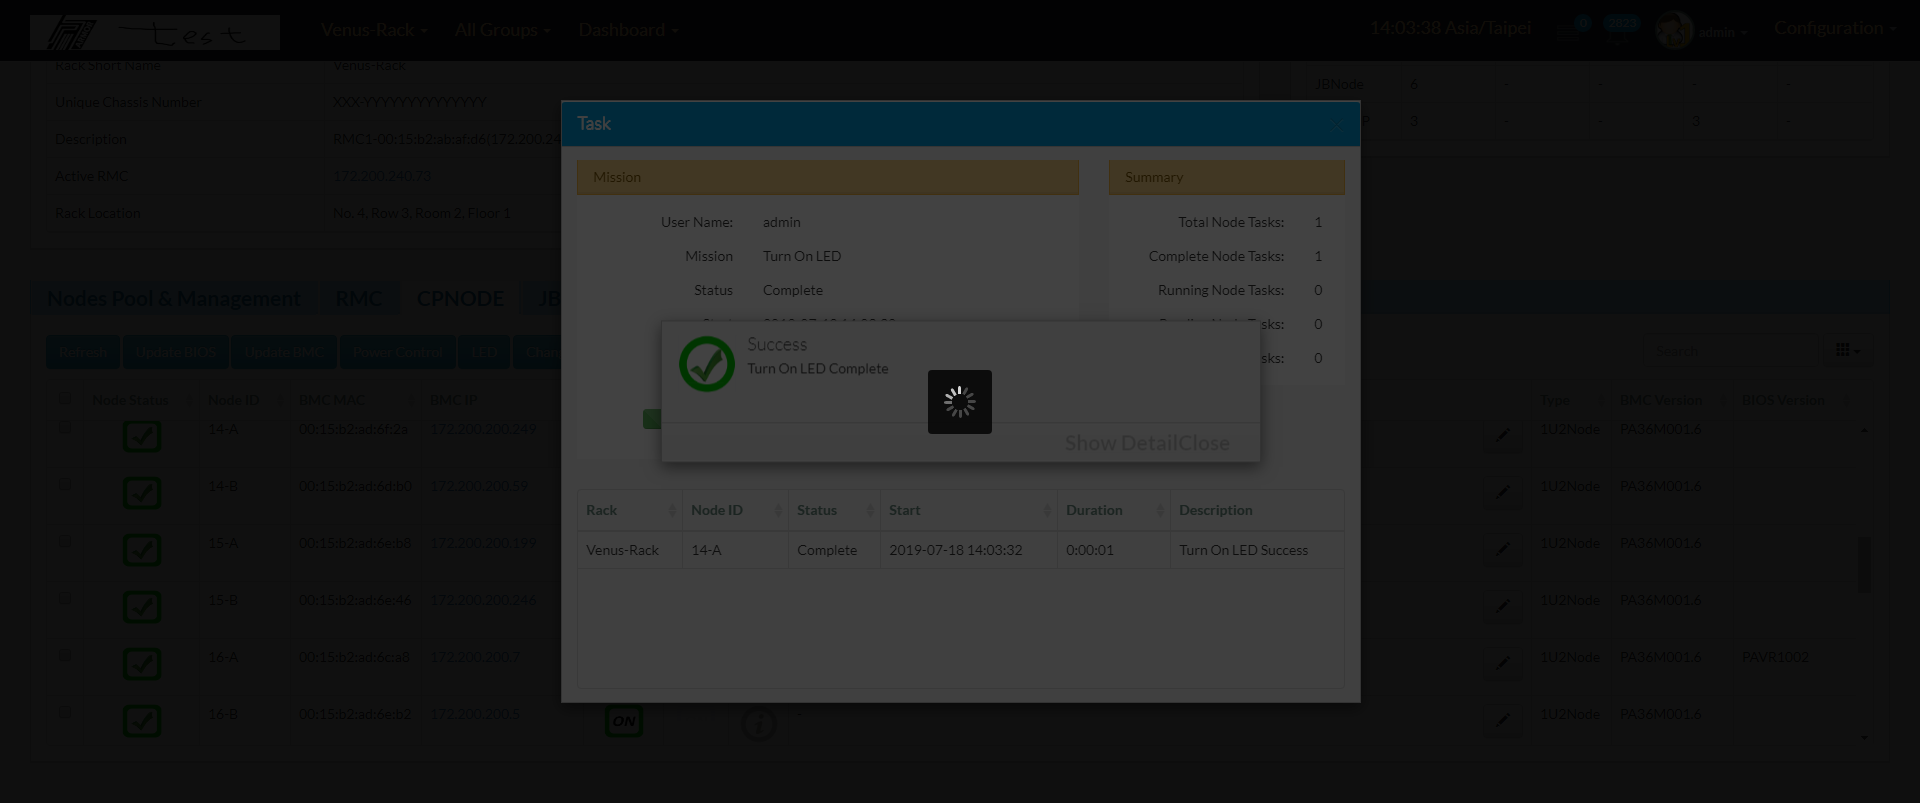 test
Venus-Rack
All Groups
Dashboard
14:03:38 Asia/Taipei
0
2823
admin
Configuration
Rack Short Name Venus-Rack
Unique Chassis Number XXX-YYYYYYYYYYYYYY
Description RMC1-00:15:b2:ab:af:d6(172.200.24
Active RMC 172.200.240.73
Rack Location No. 4, Row 3, Room 2, Floor 1
JBNode 6 - - - -
P 3 - - 3 -
Task
Mission
User Name: admin
Mission Turn On LED
Status Complete
Summary
Total Node Tasks: 1
Complete Node Tasks: 1
Running Node Tasks: 0
sks: 0
sks: 0
Success
Turn On LED Complete
Show Detail Close
Rack Node ID Status Start Duration Description
Venus-Rack 14-A Complete 2019-07-18 14:03:32 0:00:01 Turn On LED Success
Nodes Pool & Management RMC CPNODE JB
Refresh Update BIOS Update BMC Power Control LED Chang
Search
Node Status Node ID BMC MAC BMC IP Type BMC Version BIOS Version
14-A 00:15:b2:ad:6f:2a 172.200.200.249 1U2Node PA36M001.6
14-B 00:15:b2:ad:6d:b0 172.200.200.59 1U2Node PA36M001.6
15-A 00:15:b2:ad:6e:b8 172.200.200.199 1U2Node PA36M001.6
15-B 00:15:b2:ad:6e:46 172.200.200.246 1U2Node PA36M001.6
16-A 00:15:b2:ad:6c:a8 172.200.200.7 1U2Node PA36M001.6 PAVR1002
16-B 00:15:b2:ad:6e:b2 172.200.200.5 ON - 1U2Node PA36M001.6